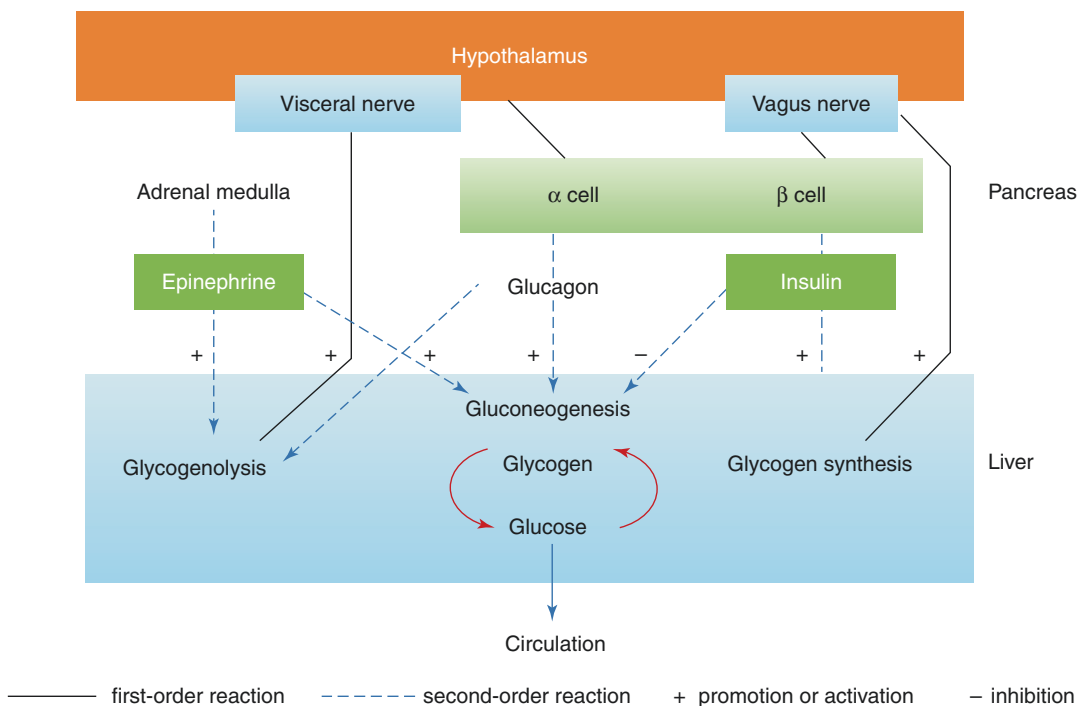 Hypothalamus
Visceral nerve
Vagus nerve
Adrenal medulla
α cell
β cell
Pancreas
Epinephrine
Glucagon
Insulin
+ + + + – + +
Gluconeogenesis
Glycogenolysis
Glycogen
Glycogen synthesis
Liver
Glucose
Circulation
first-order reaction
second-order reaction
+ promotion or activation
– inhibition